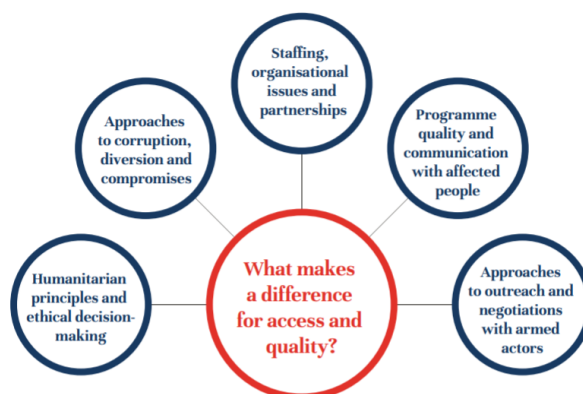 Staffing,
organisational
issues and
partnerships
Approaches
to corruption,
diversion and
compromises
Programme
quality and
communication
with affected
people
Humanitarian
principles and
ethical decision-
making
What makes
a difference
for access and
quality?
Approaches
to outreach and
negotiations
with armed
actors